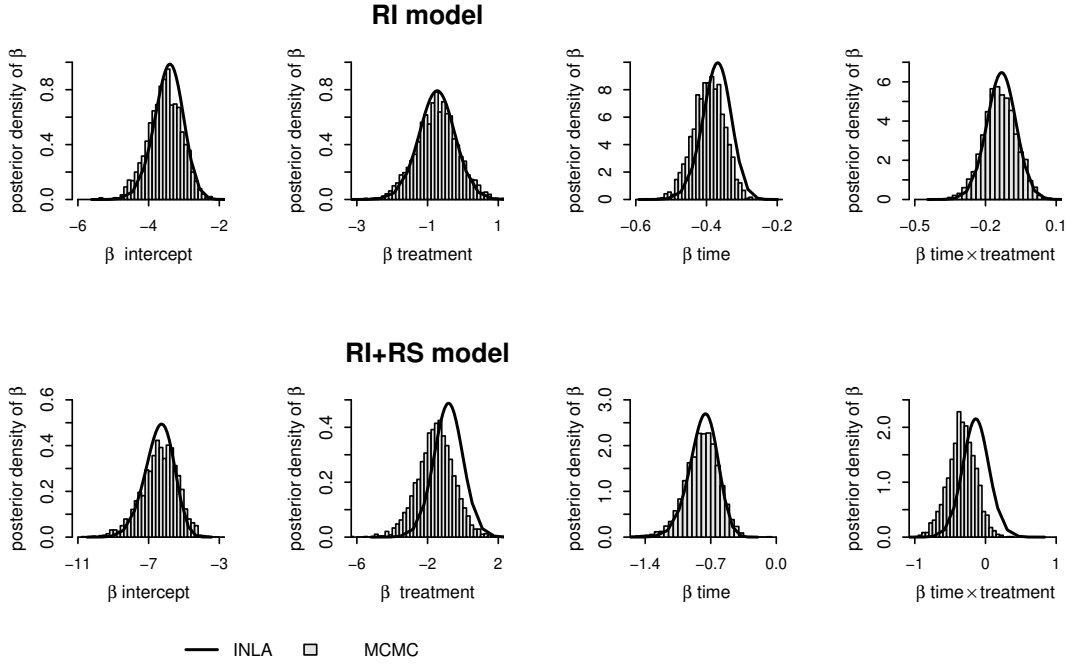 RI model
posterior density of β
0.0 0.4 0.8
−6 −4 −2
β intercept
posterior density of β
0.0 0.4 0.8
−3 −1 1
β treatment
posterior density of β
0 2 4 6 8
−0.6 −0.4 −0.2
β time
posterior density of β
0 2 4 6
−0.5 −0.2 0.1
β time × treatment
RI+RS model
posterior density of β
0.0 0.2 0.4 0.6
−11 −7 −3
β intercept
posterior density of β
0.0 0.2 0.4
−6 −2 2
β treatment
posterior density of β
0.0 1.0 2.0 3.0
−1.4 −0.7 0.0
β time
posterior density of β
0.0 1.0 2.0
−1 0 1
β time × treatment
INLA MCMC